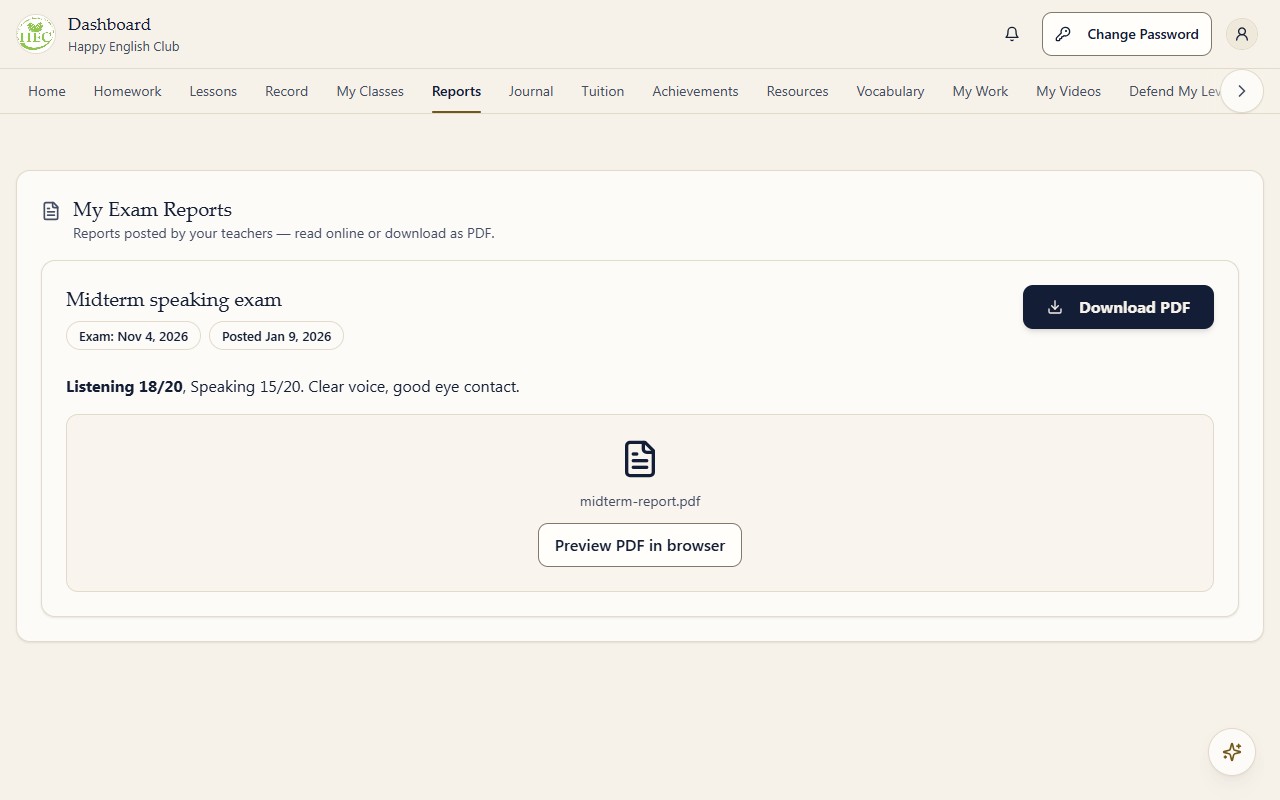 HEC
Dashboard
Happy English Club
Change Password
Home
Homework
Lessons
Record
My Classes
Reports
Journal
Tuition
Achievements
Resources
Vocabulary
My Work
My Videos
Defend My Lev
My Exam Reports
Reports posted by your teachers — read online or download as PDF.
Midterm speaking exam
Download PDF
Exam: Nov 4, 2026
Posted Jan 9, 2026
Listening 18/20, Speaking 15/20. Clear voice, good eye contact.
midterm-report.pdf
Preview PDF in browser